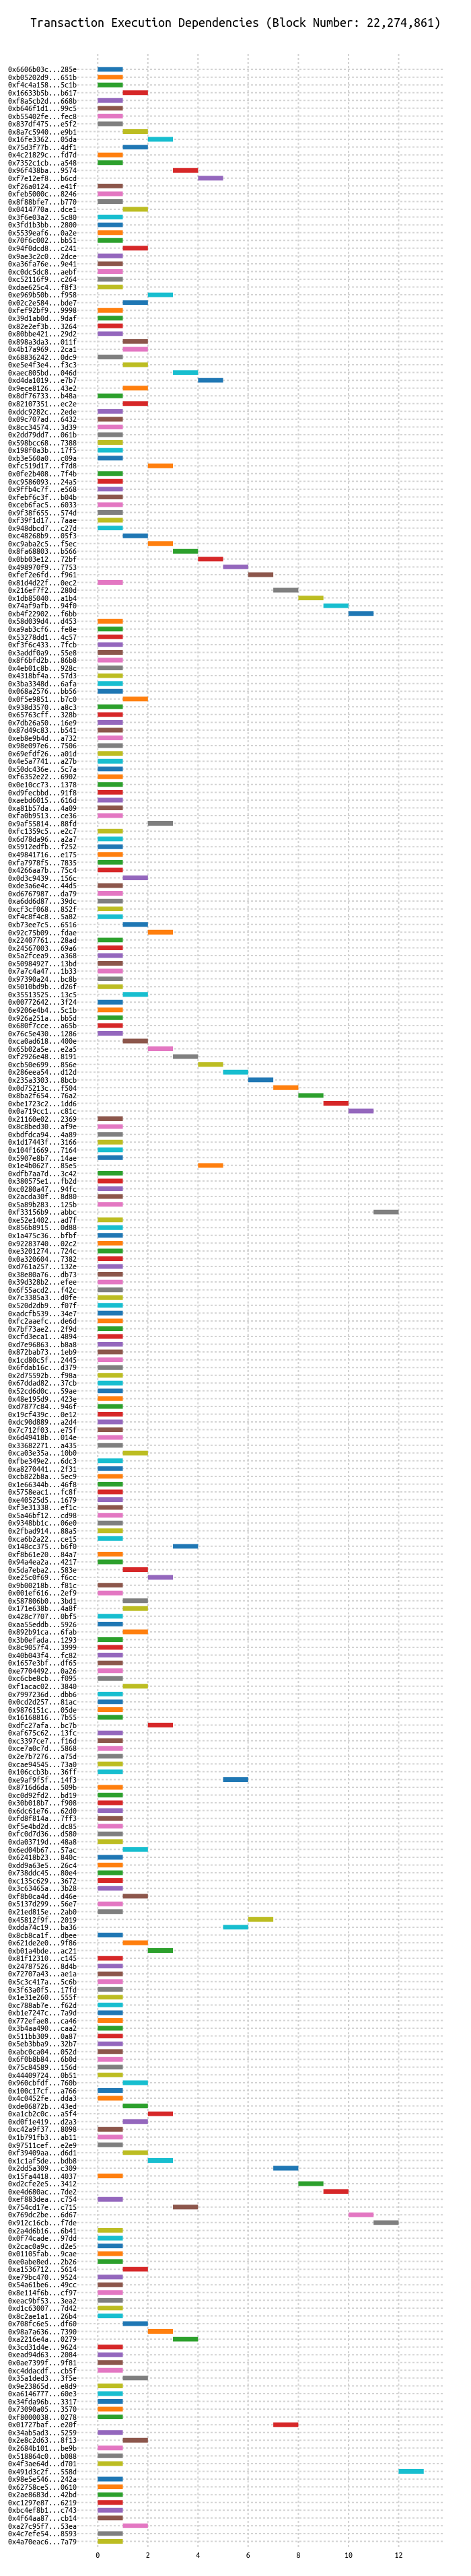 Transaction Execution Dependencies (Block Number: 22,274,861)
0x6606b03c...285e
0xb05202d9...651b
0xf4c4a158...5c1b
0x16633b5b...b617
0xf8a5cb2d...668b
0xb646f1d1...99c5
0xb55402fe...fec8
0x837df475...e5f2
0x8a7c5940...e9b1
0x16fe3362...05da
0x75d3f77b...4df1
0x4c21829c...fd7d
0x7352c1cb...a548
0x96f438ba...9574
0xf7e12ef8...b6cd
0xf26a0124...e41f
0xfeb5000c...8246
0x8f88bfe7...b770
0x0414770a...dce1
0x3f6e03a2...5c80
0x3fd1b3bb...2800
0x5539eaf6...0a2e
0x70f6c002...bb51
0x94f0dcd8...c241
0x9ae3c2c0...2dce
0xa36fa76e...9e41
0xc0dc5dc8...aebf
0xc52116f9...c264
0xdae625c4...f8f3
0xe969b50b...f958
0x82c2e584...bde7
0xfef92bf9...9998
0x39d1ab0d...9daf
0x82e2ef3b...3264
0x80bbe421...29d2
0x898a3da3...011f
0x4b17a969...2ca1
0x68836242...0dc9
0xe5e4f3e4...f3c3
0xaec805bd...046d
0xd4da1019...e7b7
0x9ece8126...43e2
0x8df76733...b48a
0x82107351...ec2e
0xddc9282c...2ede
0x09c707ad...6432
0x8cc34574...3d39
0x2dd79dd7...061b
0x598bcc68...7388
0x198f0a3b...17f5
0xb3e560a0...c09a
0xfc519d17...f7d8
0x0fe2b408...7f4b
0xc9586093...24a5
0x9ffb4c7f...e568
0xfebf6c3f...b04b
0xceb6fac5...6033
0x9f38f655...574d
0xf39f1d17...7aae
0x948dbcd7...c27d
0xc48268b9...05f3
0xc9aba2c5...f5ec
0x8fa68803...b566
0x0bb03e12...72bf
0x498970f9...7753
0xfef2e6fd...f961
0x81d4d22f...0ec2
0x216ef7f2...280d
0x1db85040...a1b4
0x74af9afb...94f0
0xb4f22902...f6bb
0x58d039d4...d453
0xa9ab3cf6...fe8e
0x53278dd1...4c57
0xf3f6c433...7fcb
0x3addf0a9...55e8
0x8f6bfd2b...86b8
0x4eb01c8b...928c
0x4318bf4a...57d3
0x3ba3348d...6afa
0x068a2576...bb56
0x0f5e9851...b7c0
0x938d3570...a8c3
0x65763cff...328b
0x7db26a50...16e9
0x87d49c83...b541
0xeb8e9b4d...a732
0x98e097e6...7506
0x69efdf26...a01d
0x4e5a7741...a27b
0x50dc436e...5c7a
0xf6352e22...6902
0x0e10cc73...1378
0xd9fecbbd...91f8
0xaebd6015...616d
0xa81b57da...4a09
0xfa0b9513...ce36
0x9af55814...88fd
0xfc1359c5...e2c7
0x6d78da96...a2a7
0x5912edfb...f252
0x49841716...e175
0xfa7978f5...7835
0x4266aa7b...75c4
0x0d3c9439...156c
0xde3a6e4c...44d5
0xd6767987...da79
0xa6dd6d87...39dc
0xcf3cf068...852f
0xf4c8f4c8...5a82
0xb73ee7c5...6516
0x92c75b09...fdae
0x22407761...28ad
0x24567003...69a6
0x5a2fcea9...a368
0x50984927...13bd
0x7a7c4a47...1b33
0x97390a24...bc8b
0x5010bd9b...d26f
0x35513525...13c5
0x00772642...3f24
0x9206e4b4...5c1b
0x926a251a...bb5d
0x680f7cce...a65b
0x76c5e430...1286
0xca0ad618...400e
0x65b02a5e...e2a5
0xf2926e48...8191
0xcb50e699...856e
0x286eea54...d12d
0x235a3303...8bcb
0x0d75213c...f504
0x8ba2f654...76a2
0xbe1723c2...1dd6
0x0a719cc1...c81c
0x21160e02...2369
0x8c8bed30...af9e
0xbdfdca94...4a89
0x1d17443f...3166
0x104f1669...7164
0x5907e8b7...14ae
0x1e4b0627...85e5
0xdfb7aa7d...3c42
0x380575e1...fb2d
0xc0280a47...94fc
0x2acda30f...8d80
0x5a89b283...125b
0xf33156b9...abbc
0xe52e1402...ad7f
0x856b8915...0d88
0x1a475c36...bfbf
0x92283740...02c2
0xe3201274...724c
0x0a320604...7382
0xd761a257...132e
0x38e80a76...db73
0x39d328b2...efee
0x6f55acd2...f42c
0x7c3385a3...d0fe
0x520d2db9...f07f
0xadcfb539...34e7
0xfc2aaefc...de6d
0x7bf73ae2...2f9d
0xcfd3eca1...4894
0xd7e96863...b8a8
0x872bab73...1eb9
0x1cd80c5f...2445
0x6fdab16c...d379
0x2d75592b...f98a
0x67ddad82...37cb
0x52cd6d0c...59ae
0x48e195d9...423e
0xd7877c84...946f
0x19cf439c...0e12
0xdc90d889...a2d4
0x7c712f03...e75f
0x6d49418b...014e
0x33682271...a435
0xca03e35a...10b0
0xfbe349e2...6dc3
0xa8270441...2f31
0xcb822b8a...5ec9
0x1e66344b...46f8
0x5758eac1...fc8f
0xe40525d5...1679
0xf3e31338...ef1c
0x5a46bf12...cd98
0x9348bb1c...06e0
0x2fbad914...88a5
0xca6b2a22...ce15
0x148cc375...b6f0
0xf8b61e20...84a7
0x94a4ea2a...4217
0x5da7eba2...583e
0xe25c0f69...f6cc
0x9b00218b...f81c
0x001ef616...2ef9
0x587806b0...3bd1
0x171e638b...4a8f
0x428c7707...0bf5
0xaa55eddb...5926
0x892b91ca...6fab
0x3b0efada...1293
0x8c9057f4...3999
0x40b043f4...fc82
0x1657e3bf...df65
0xe7704492...0a26
0xc6cbe8cb...f095
0xf1acac02...3840
0x7997236d...dbb6
0x0cd2d257...81ac
0x9876151c...05de
0x16168816...7b55
0xdfc27afa...bc7b
0xaf675c62...13fc
0xc3397ce7...f16d
0xce7a0c7d...5868
0x2e7b7276...a75d
0xcae94545...73a0
0x106ccb3b...36ff
0xe9af9f5f...14f3
0x8716d6da...509b
0xc0d92fd2...bd19
0x30b018b7...f908
0x6dc61e76...62d0
0xfd8f814a...7ff3
0xf5e4bd2d...dc85
0xfc0d7d36...d580
0xda03719d...48a8
0x6ed04b67...57ac
0x62418b23...840c
0xdd9a63e5...26c4
0x738ddc45...80e4
0xc135c629...3672
0x3c63465a...3b28
0xf8b0ca4d...d46e
0x5137d299...56e7
0x21ed815e...2ab0
0x45812f9f...2019
0xdda74c19...ba36
0x8cb8ca1f...dbee
0x621de2e0...9f86
0xb01a4bde...ac21
0x81f12310...c145
0x24787526...8d4b
0x72707a43...ae1a
0x5c3c417a...5c6b
0x3f63a0f5...17fd
0x1e31e260...555f
0xc788ab7e...f62d
0xb1e7247c...7a9d
0x772efae8...ca46
0x3b4aa490...caa2
0x511bb309...0a87
0x5eb3bba9...32b7
0xabc0ca04...052d
0x6f0b8b84...6b0d
0x75c84589...156d
0x44409724...0b51
0x960cbfdf...760b
0x100c17cf...a766
0x4c0452fe...dda3
0xde06872b...43ed
0xa1cb2c0c...a5f4
0xd0f1e419...d2a3
0xc42a9f37...8098
0x1b791fb3...ab11
0x97511cef...e2e9
0xf39409aa...d6d1
0x1c1af5de...bdb8
0x2dd5a309...c309
0x15fa4418...4037
0xd2cfe2e5...3412
0xe4d680ac...7de2
0xef883dea...c754
0x754cd17e...c715
0x769dc2be...6d67
0x912c16cb...f7de
0x2a4d6b16...6b41
0x0f74cade...97dd
0x2cac0a9c...d2e5
0x01105fab...9cae
0xe0abe8ed...2b26
0xa1536712...5614
0xe79bc470...9524
0x54a61be6...49cc
0x8e114f6b...cf97
0xeac9bf53...3ea2
0xd1c63007...7d42
0x8c2ae1a1...26b4
0x708fc6e5...df60
0x98a7a636...7390
0xa2216e4a...0279
0x3cd31d4e...9624
0xead94d63...2084
0x0ae7399f...9f81
0xc4ddacdf...cb5f
0x35a1ded3...3f5e
0x9e23865d...e8d9
0xa6146777...60e3
0x34fda96b...3317
0x73090a05...3570
0xf8000038...0278
0x01727baf...e20f
0x34ab5ad3...5259
0x2e8c2d63...8f13
0x2684b101...be9b
0x518864c0...b088
0x4f3ae64d...d701
0x491d3c2f...558d
0x98e5e546...242a
0x62758ce5...0610
0x2ae8683d...42bd
0xc1297e87...6219
0xbc4ef8b1...c743
0x4f64aa87...cb14
0xa27c95f7...53ea
0x4c7efe54...8593
0x4a70eac6...7a79
0 2 4 6 8 10 12